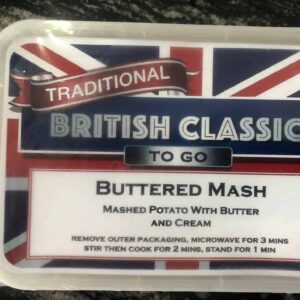 TRADITIONAL
BRITISH CLASSIC
TO GO
BUTTERED MASH
MASHED POTATO WITH BUTTER
AND CREAM
REMOVE OUTER PACKAGING, MICROWAVE FOR 3 MINS
STIR THEN COOK FOR 2 MINS, STAND FOR 1 MIN